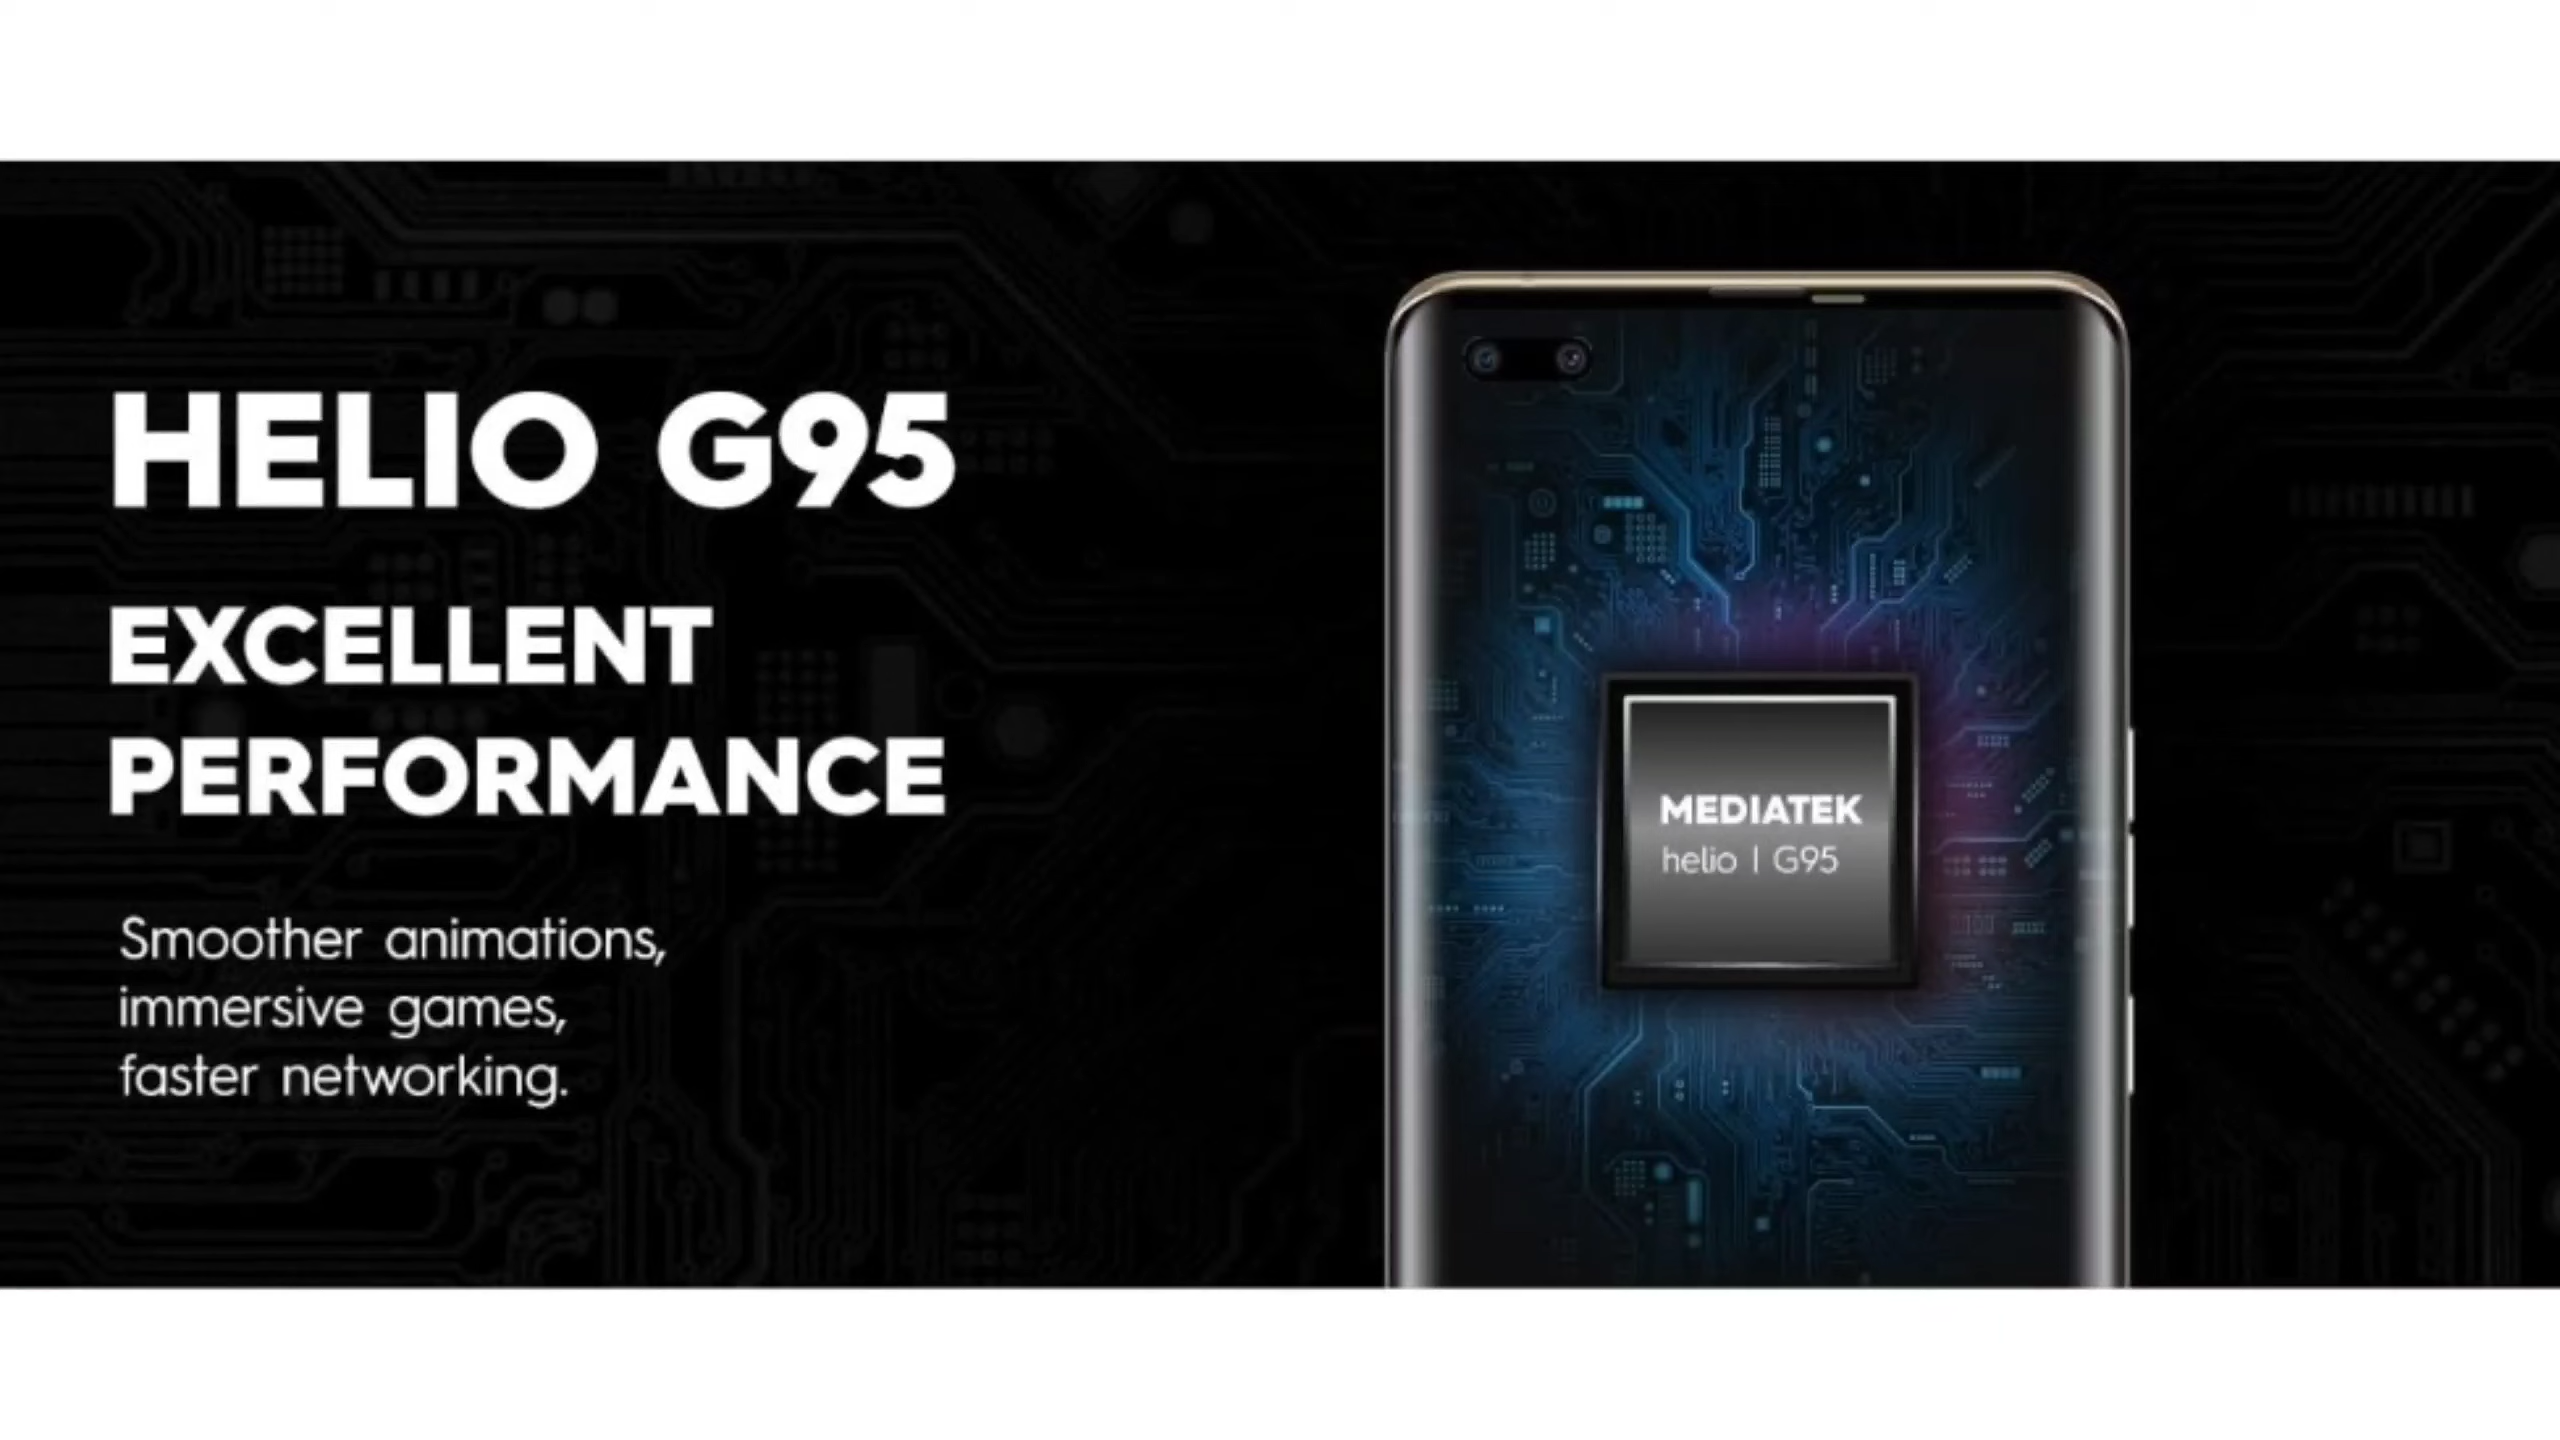 HELIO G95
EXCELLENT
PERFORMANCE
Smoother animations,
immersive games,
faster networking.
MEDIATEK
helio | G95